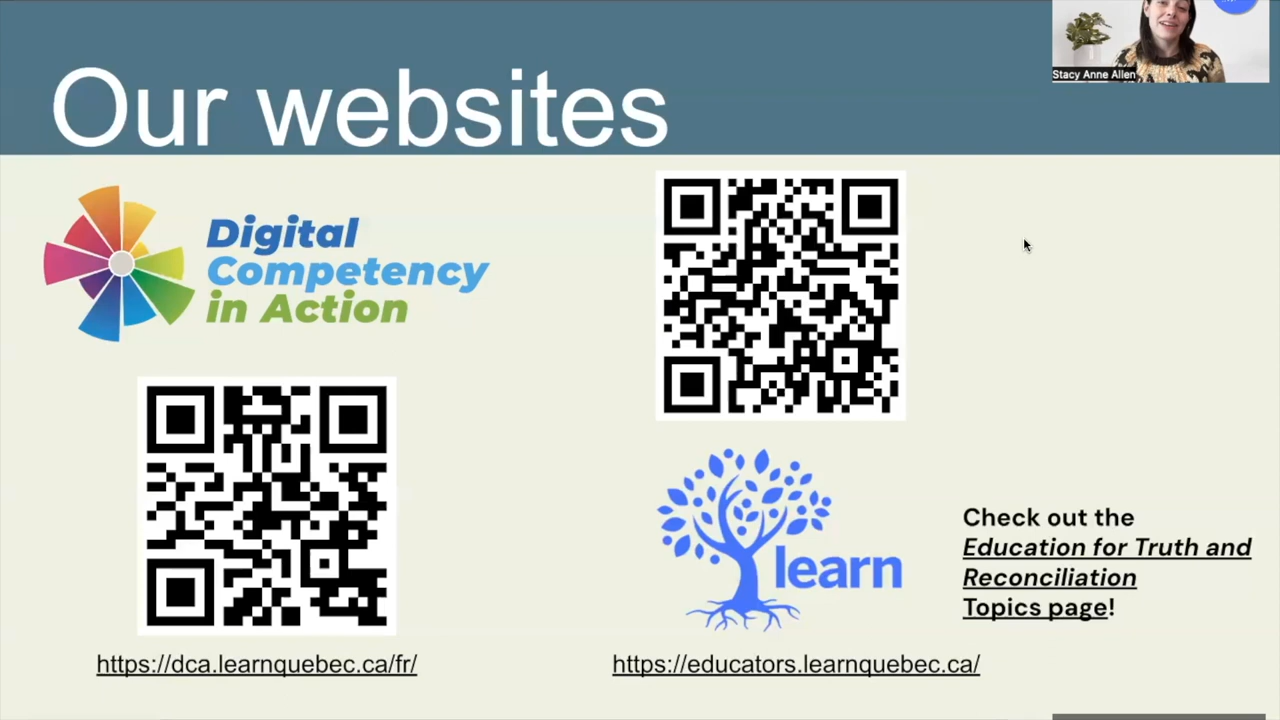 Our websites
Stacy Anne Allen
Digital
Competency
in Action
https://dca.learnquebec.ca/fr/
learn
https://educators.learnquebec.ca/
Check out the
Education for Truth and
Reconciliation
Topics page!